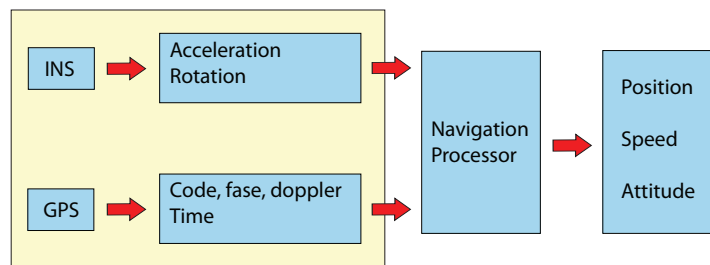 INS
Acceleration
Rotation
GPS
Code, fase, doppler
Time
Navigation
Processor
Position
Speed
Attitude